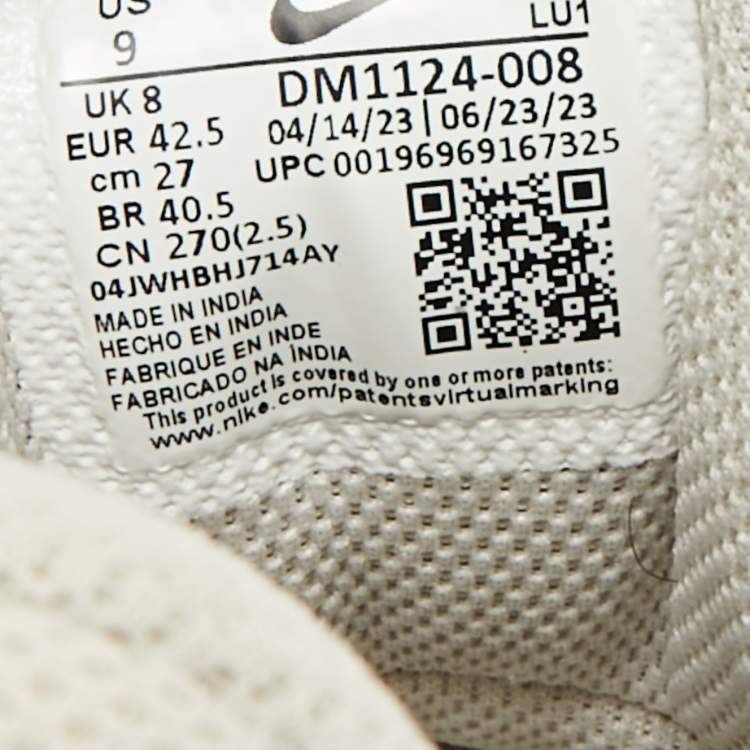 US
9
LU1
UK 8
EUR 42.5
cm 27
BR 40.5
CN 270(2.5)
DM1124-008
04/14/23 | 06/23/23
UPC 00196969167325
04JWHBHJ714AY
MADE IN INDIA
HECHO EN INDIA
FABRIQUE EN INDE
FABRICADO NA ÍNDIA
This product is covered by one or more patents:
www.nike.com/patentsvirtualmarking